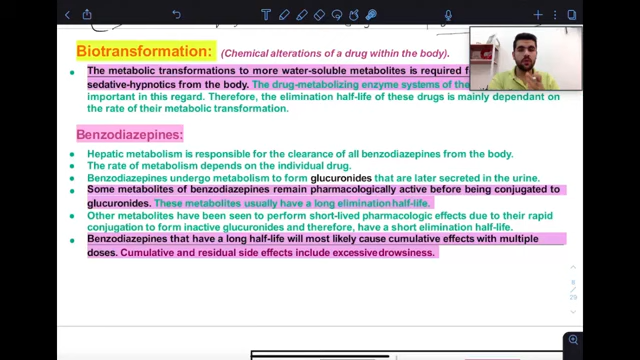 Biotransformation: (Chemical alterations of a drug within the body).
The metabolic transformations to more water-soluble metabolites is required f
sedative-hypnotics from the body. The drug-metabolizing enzyme systems of the
important in this regard. Therefore, the elimination half-life of these drugs is mainly dependant on
the rate of their metabolic transformation.
Benzodiazepines:
Hepatic metabolism is responsible for the clearance of all benzodiazepines from the body.
The rate of metabolism depends on the individual drug.
Benzodiazepines undergo metabolism to form glucuronides that are later secreted in the urine.
Some metabolites of benzodiazepines remain pharmacologically active before being conjugated to
glucuronides. These metabolites usually have a long elimination half-life.
Other metabolites have been seen to perform short-lived pharmacologic effects due to their rapid
conjugation to form inactive glucuronides and therefore, have a short elimination half-life.
Benzodiazepines that have a long half-life will most likely cause cumulative effects with multiple
doses. Cumulative and residual side effects include excessive drowsiness.
8
/
29